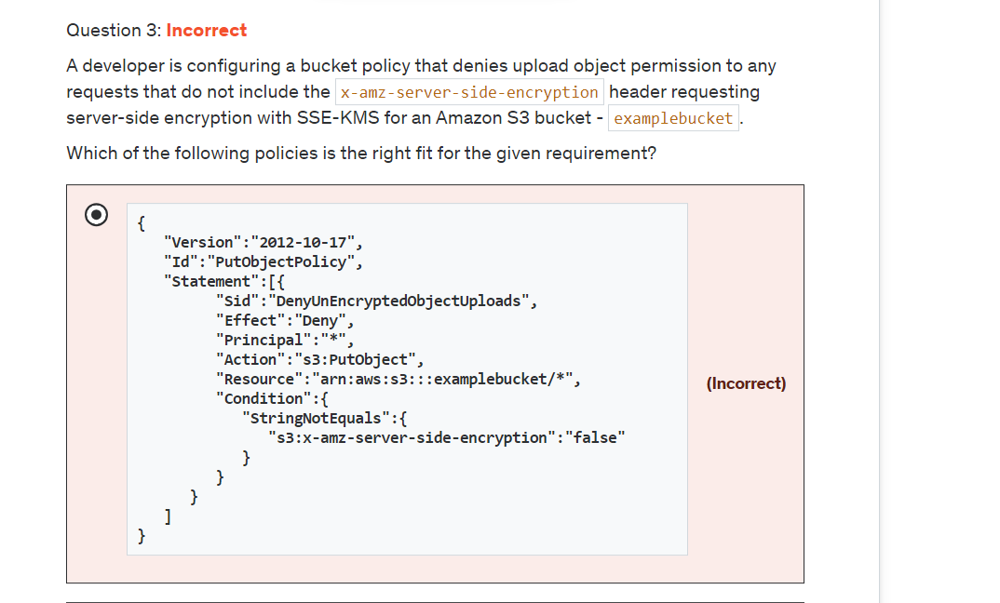 Question 3: Incorrect
A developer is configuring a bucket policy that denies upload object permission to any
requests that do not include the x-amz-server-side-encryption header requesting
server-side encryption with SSE-KMS for an Amazon S3 bucket - examplebucket .
Which of the following policies is the right fit for the given requirement?
{
"Version":"2012-10-17",
"Id":"PutObjectPolicy",
"Statement":[{
"Sid":"DenyUnEncryptedObjectUploads",
"Effect":"Deny",
"Principal":"*",
"Action":"s3:PutObject",
"Resource":"arn:aws:s3:::examplebucket/*",
"Condition":{
"StringNotEquals":{
"s3:x-amz-server-side-encryption":"false"
}
}
}
]
}
(Incorrect)